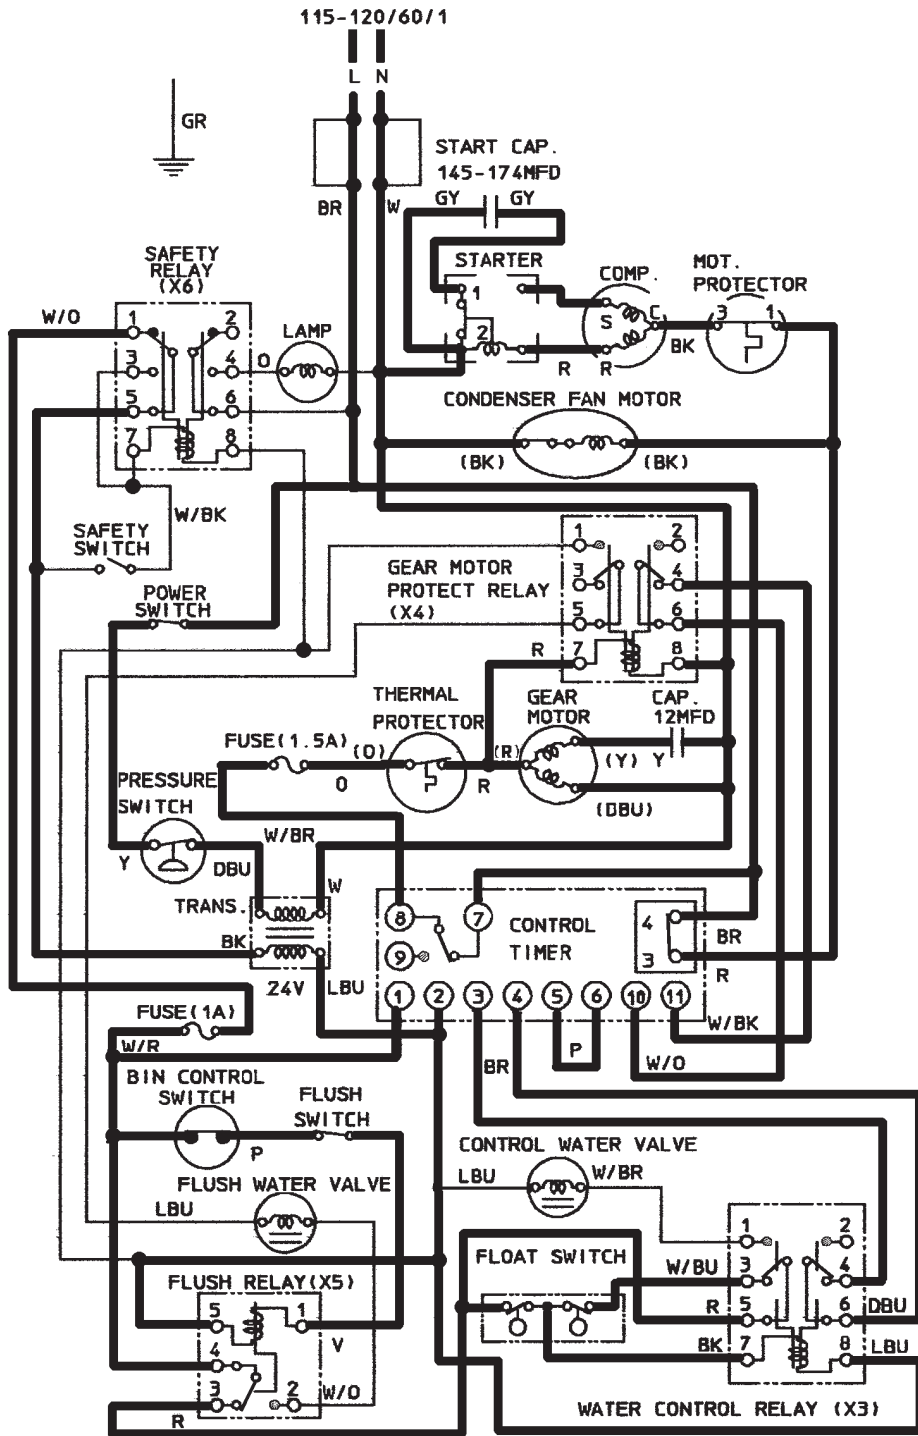 115-120/60/1
L N
GR
START CAP.
145-174MFD
GY GY
BR W
SAFETY
RELAY
(X6)
STARTER
COMP.
MOT.
PROTECTOR
W/O
1 2
LAMP
1
S C
3 1
3 4
O
2
BK
R R
5 6
CONDENSER FAN MOTOR
7 8
(BK) (BK)
W/BK
SAFETY
SWITCH
1 2
GEAR MOTOR
PROTECT RELAY
(X4)
3 4
POWER
SWITCH
5 6
R
7 8
THERMAL
PROTECTOR
GEAR
MOTOR
CAP.
12MFD
FUSE(1.5A)
(O)
(R)
O
R
(Y) Y
PRESSURE
SWITCH
(DBU)
W/BR
Y
DBU
W
TRANS.
8 7
CONTROL
TIMER
4
BR
BK
9
3
R
24V
LBU
1 2 3 4 5 6 10 11
FUSE(1A)
W/BK
W/R
BR
P
W/O
BIN CONTROL
SWITCH
FLUSH
SWITCH
P
CONTROL WATER VALVE
LBU
W/BR
FLUSH WATER VALVE
LBU
1 2
FLOAT SWITCH
W/BU
3 4
FLUSH RELAY(X5)
5 1
R
5 6
DBU
V
4
BK
7 8
LBU
3 2
W/O
R
WATER CONTROL RELAY (X3)